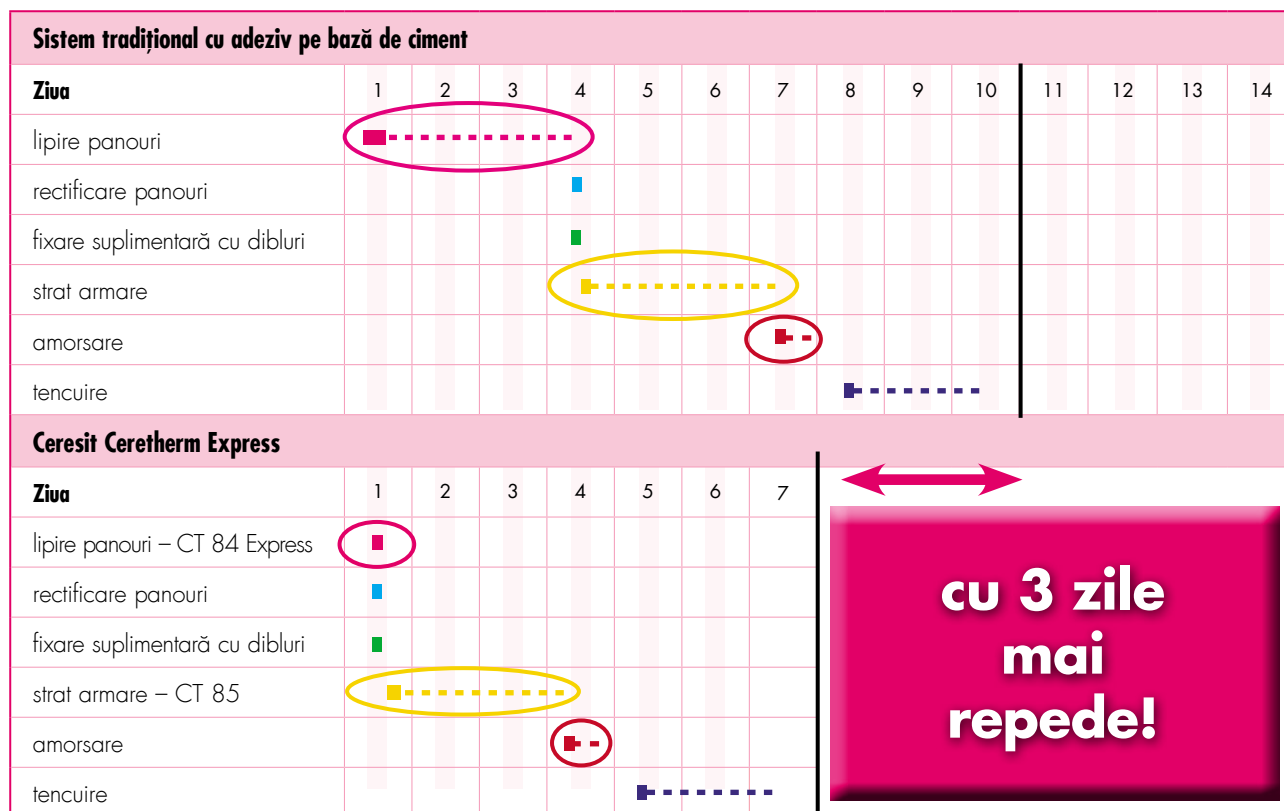 Sistem tradițional cu adeziv pe bază de ciment
Ziua 1 2 3 4 5 6 7 8 9 10 11 12 13 14
lipire panouri
rectificare panouri
fixare suplimentară cu dibluri
strat armare
amorsare
tencuire
Ceresit Ceretherm Express
Ziua 1 2 3 4 5 6 7
lipire panouri – CT 84 Express
rectificare panouri
fixare suplimentară cu dibluri
strat armare – CT 85
amorsare
tencuire
cu 3 zile
mai
repede!